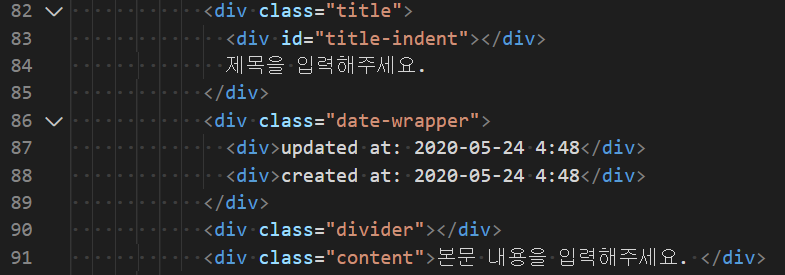 82 <div class="title">
83 <div id="title-indent"></div>
84 제목을 입력해주세요.
85 </div>
86 <div class="date-wrapper">
87 <div>updated at: 2020-05-24 4:48</div>
88 <div>created at: 2020-05-24 4:48</div>
89 </div>
90 <div class="divider"></div>
91 <div class="content">본문 내용을 입력해주세요. </div>